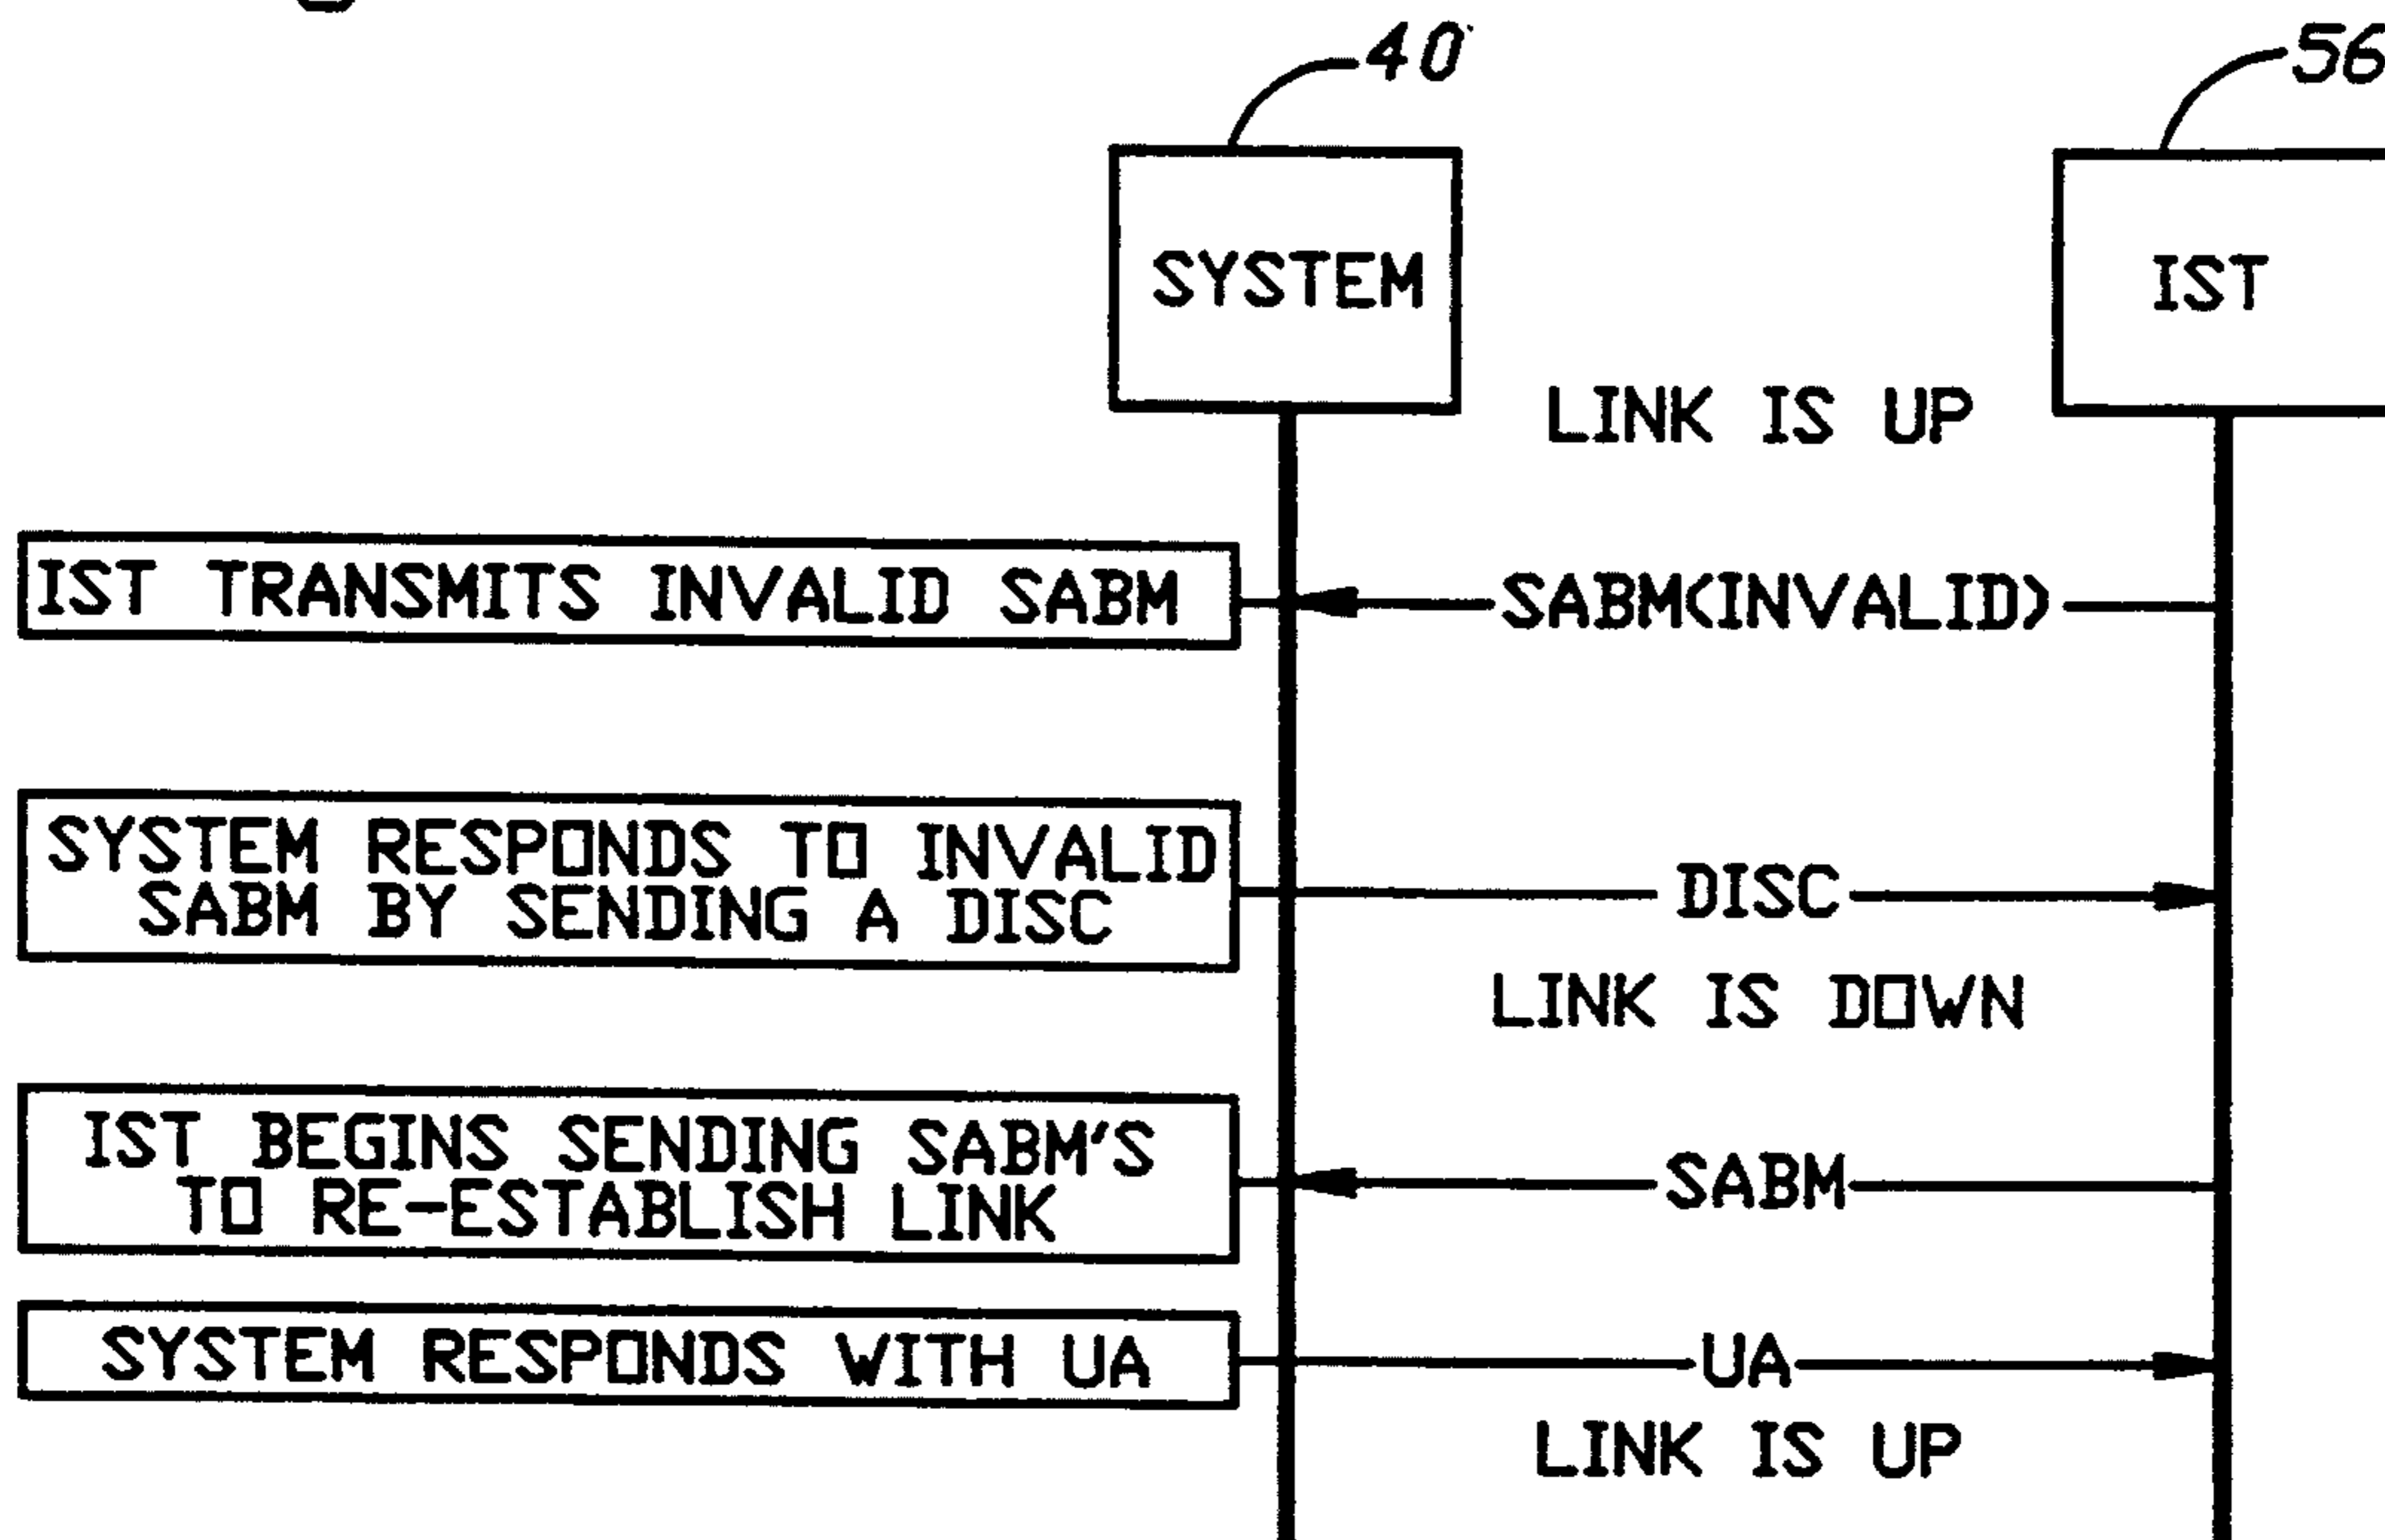 40
56
SYSTEM
IST
LINK IS UP
IST TRANSMITS INVALID SABM
SABM(INVALID)
SYSTEM RESPONDS TO INVALID
SABM BY SENDING A DISC
DISC
LINK IS DOWN
IST BEGINS SENDING SABM'S
TO RE-ESTABLISH LINK
SABM
SYSTEM RESPONDS WITH UA
UA
LINK IS UP